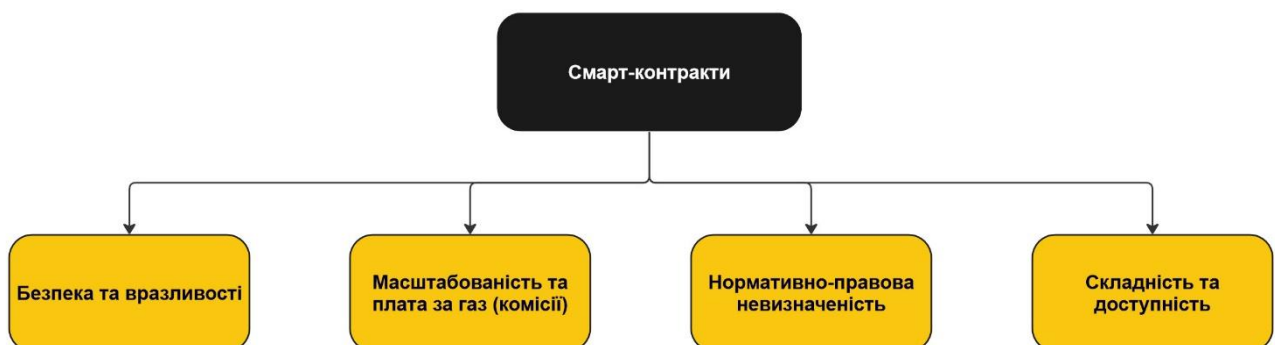 Смарт-контракти
Безпека та вразливості
Масштабованість та
плата за газ (комісії)
Нормативно-правова
невизначеність
Складність та
доступність